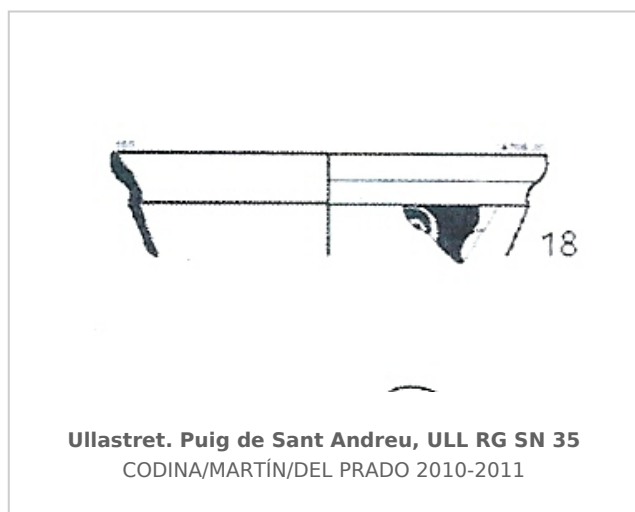 18
Ullastret. Puig de Sant Andreu, ULL RG SN 35
CODINA/MARTÍN/DEL PRADO 2010-2011